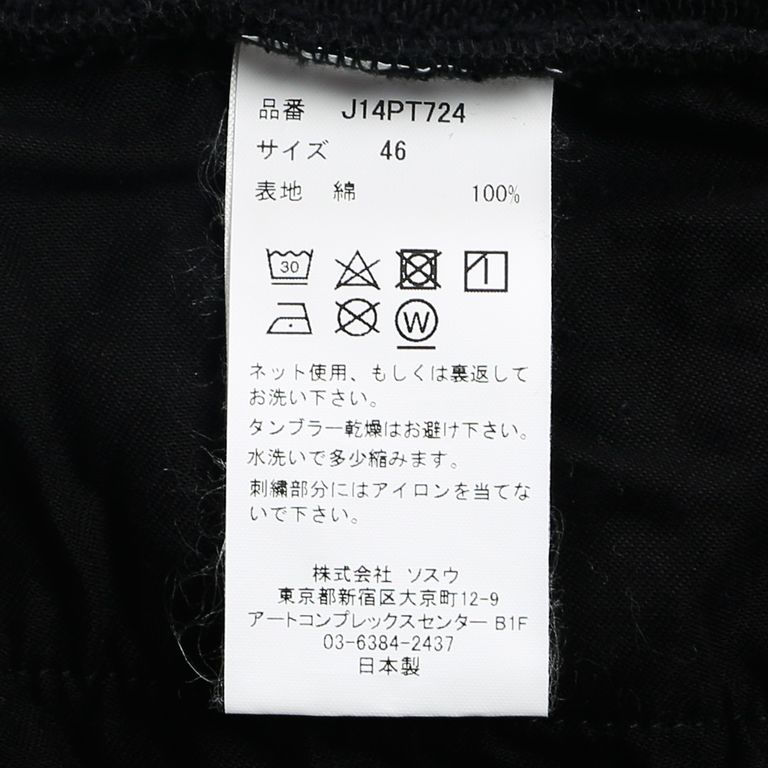 品番 J14PT724
サイズ 46
表地 綿 100%
30
W
ネット使用、もしくは裏返して
お洗い下さい。
タンブラー乾燥はお避け下さい。
水洗いで多少縮みます。
刺繍部分にはアイロンを当てな
いで下さい。
株式会社 ソスウ
東京都新宿区大京町12-9
アートコンプレックスセンター B1F
03-6384-2437
日本製